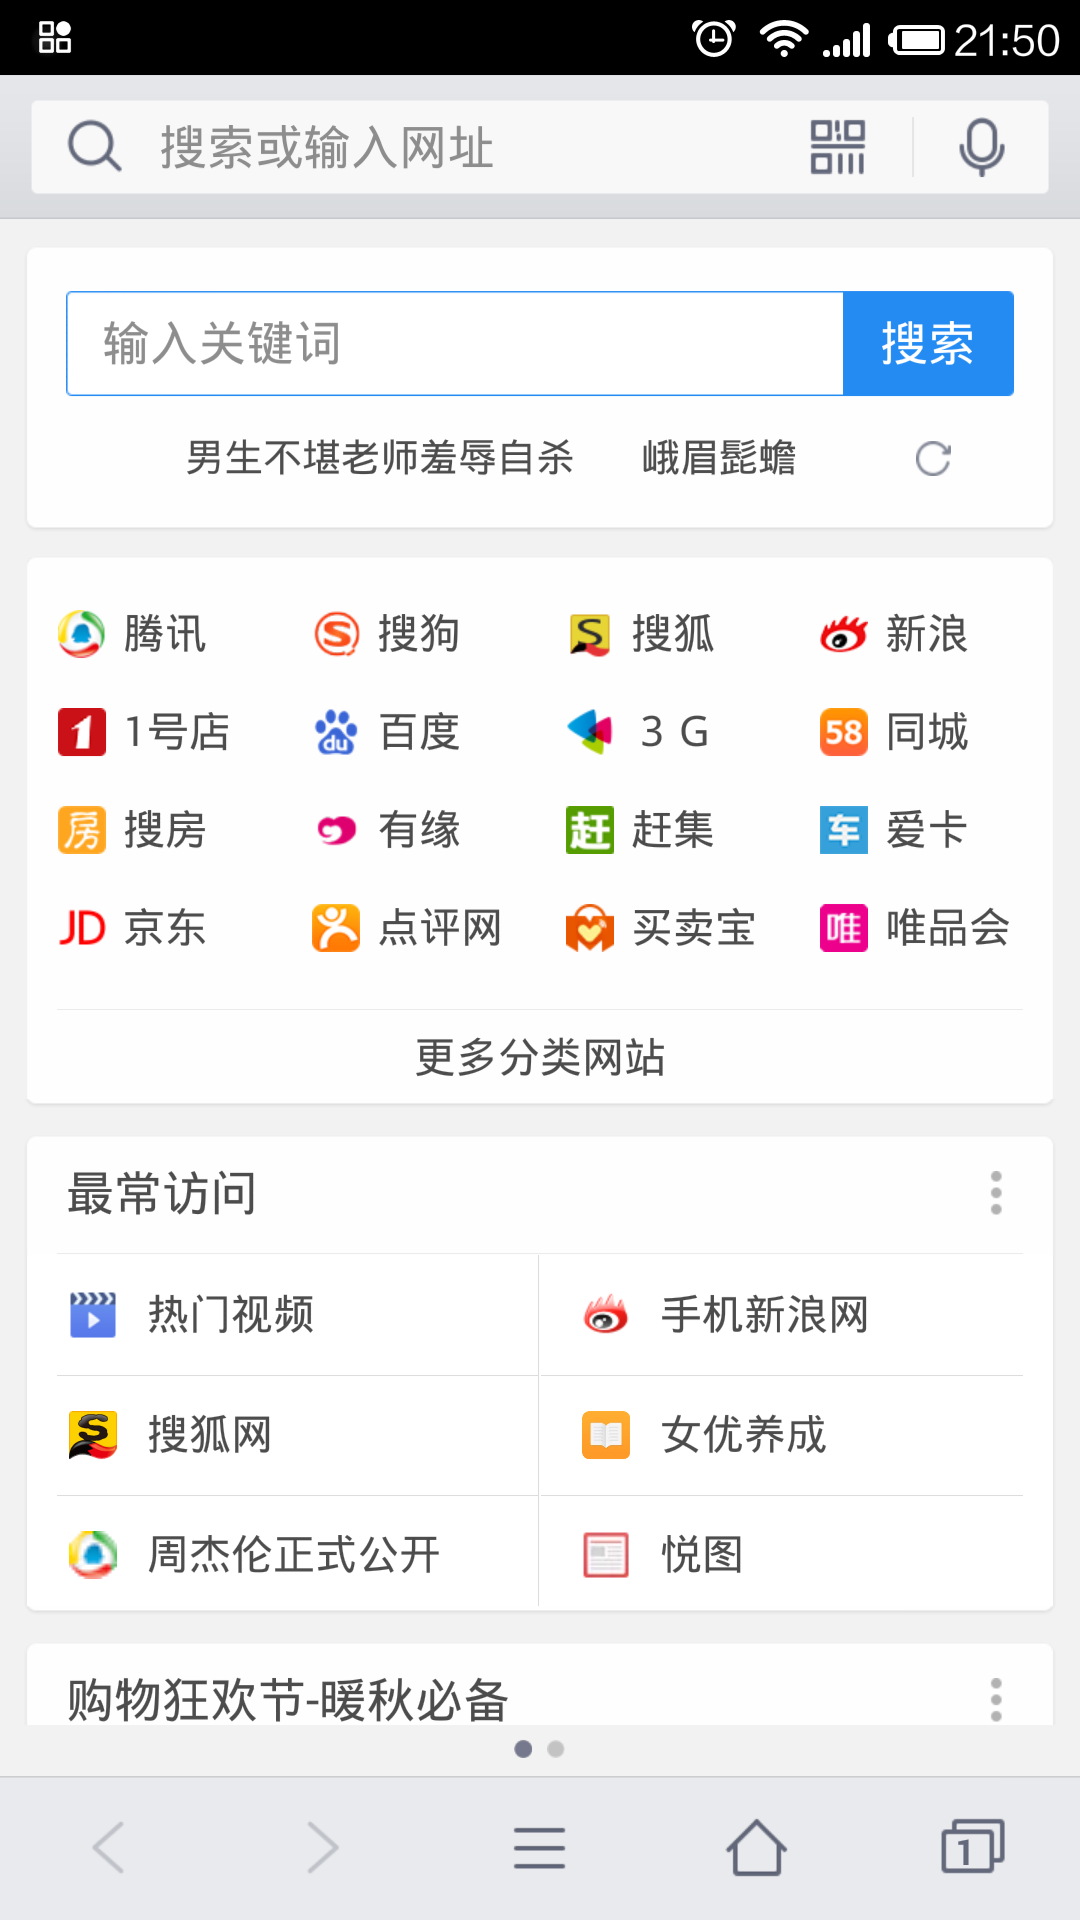 21:50
搜索或输入网址
输入关键词 搜索
男生不堪老师羞辱自杀 峨眉髭蟾
腾讯 搜狗 搜狐 新浪
1 1号店 du 百度 3 G 58 同城
房 搜房 有缘 赶 赶集 车 爱卡
JD 京东 点评网 买卖宝 唯 唯品会
更多分类网站
最常访问
热门视频 手机新浪网
搜狐网 女优养成
周杰伦正式公开 悦图
购物狂欢节-暖秋必备
1